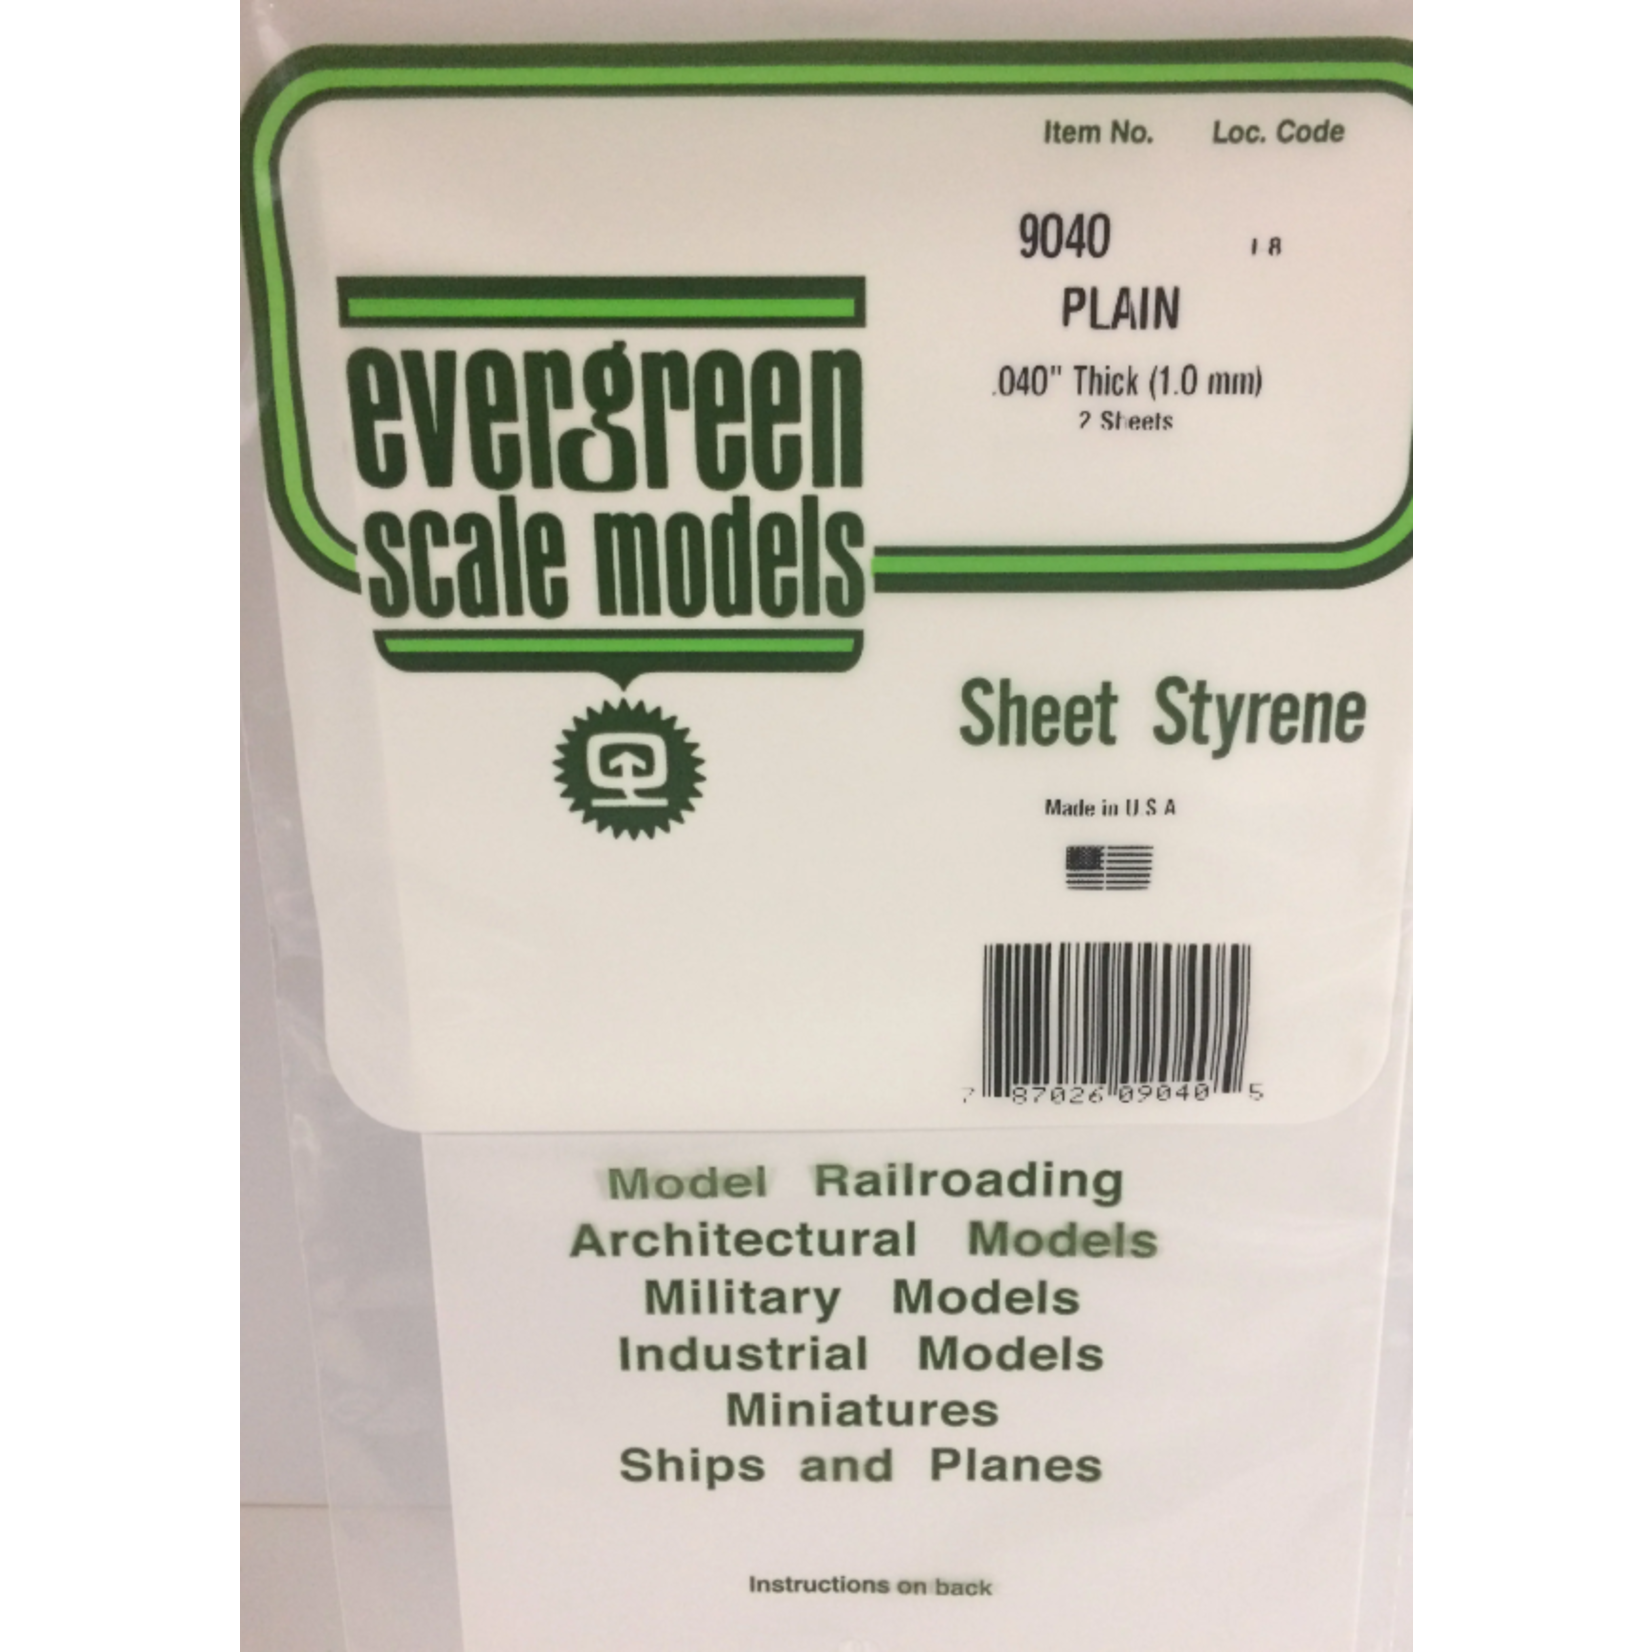 Item No. Loc. Code
9040 18
PLAIN
.040" Thick (1.0 mm)
2 Sheets
evergreen
scale models
Sheet Styrene
Made in U.S.A
7 87026 09040 5
Model Railroading
Architectural Models
Military Models
Industrial Models
Miniatures
Ships and Planes
Instructions on back